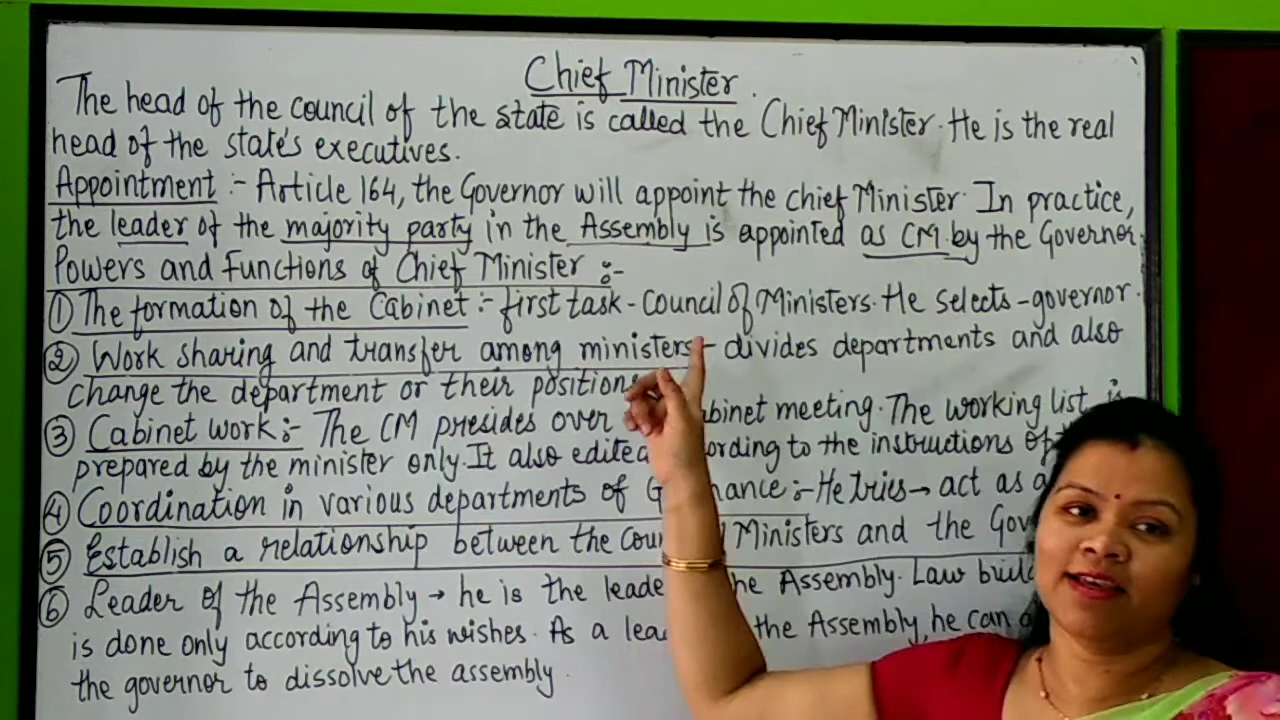 Chief Minister.
The head of the council of the state is called the Chief Minister. He is the real
head of the state's executives.
Appointment :- Article 164, the Governor will appoint the chief Minister. In practice,
the leader of the majority party in the Assembly is appointed as CM by the Governor.
Powers and Functions of Chief Minister :-
① The formation of the Cabinet :- first task - Council of Ministers. He selects - governor.
② Work sharing and transfer among ministers - divides departments and also
change the department or their positions
③ Cabinet work :- The CM presides over meeting. The working list is
prepared by the minister only. It also edited to the instructions of
④ Coordination in various departments of :- He tries → act as a
⑤ Establish a relationship between the Ministers and the
⑥ Leader of the Assembly → he is the Assembly. Law
is done only according to his wishes. As a the Assembly, he can
the governor to dissolve the assembly.